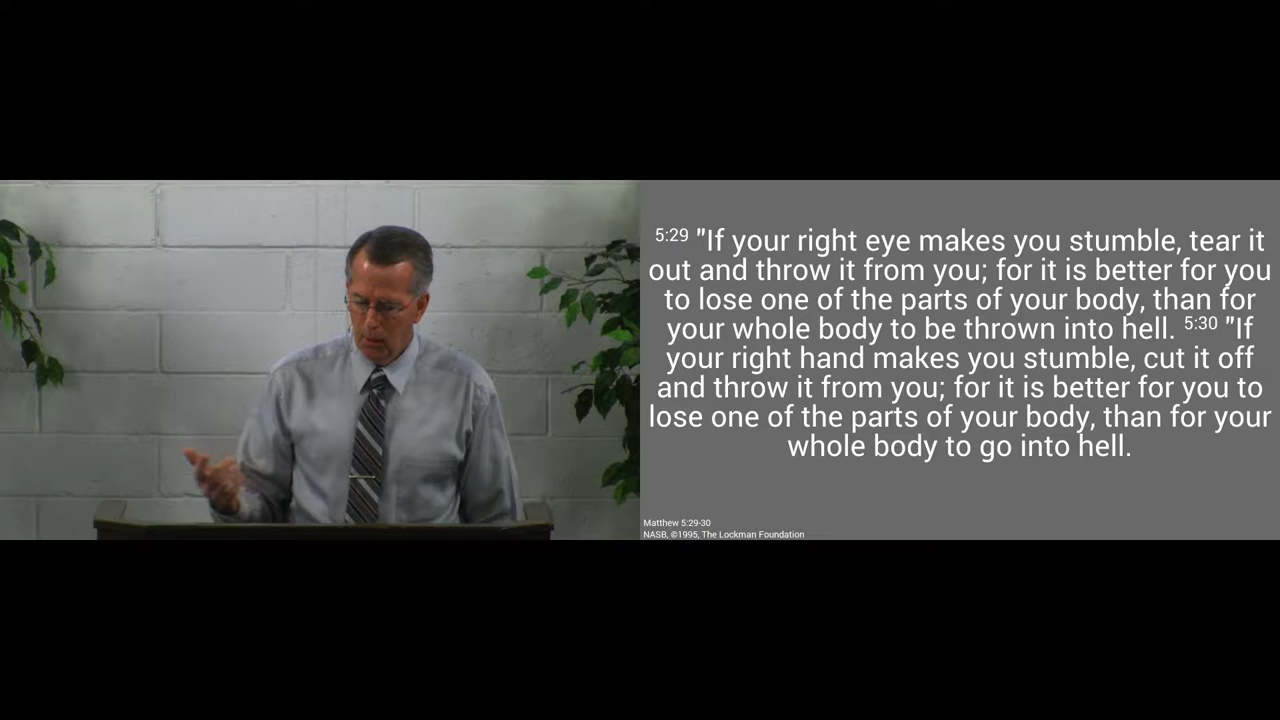 5:29 "If your right eye makes you stumble, tear it
out and throw it from you; for it is better for you
to lose one of the parts of your body, than for
your whole body to be thrown into hell. 5:30 "If
your right hand makes you stumble, cut it off
and throw it from you; for it is better for you to
lose one of the parts of your body, than for your
whole body to go into hell.
Matthew 5:29-30
NASB, ©1995, The Lockman Foundation